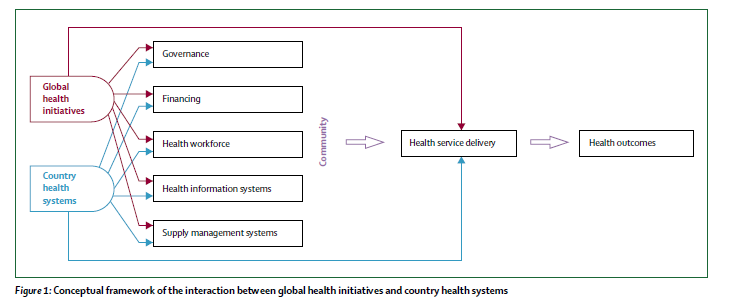 Global
health
initiatives
Country
health
systems
Governance
Financing
Health workforce
Health information systems
Supply management systems
Community
Health service delivery
Health outcomes
Figure 1: Conceptual framework of the interaction between global health initiatives and country health systems